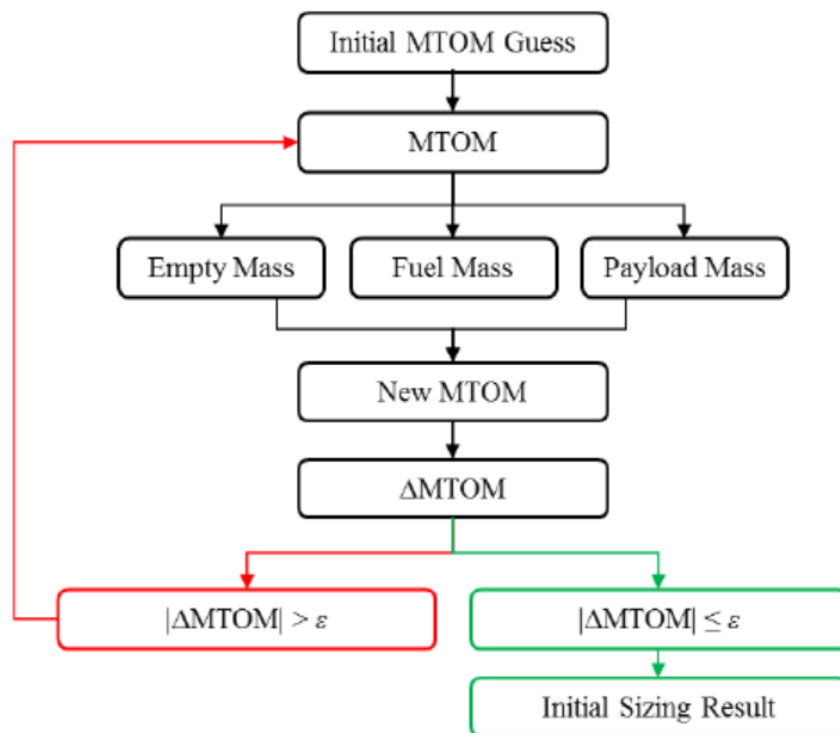 Initial MTOM Guess
MTOM
Empty Mass
Fuel Mass
Payload Mass
New MTOM
ΔMTOM
|ΔMTOM| > ε
|ΔMTOM| ≤ ε
Initial Sizing Result